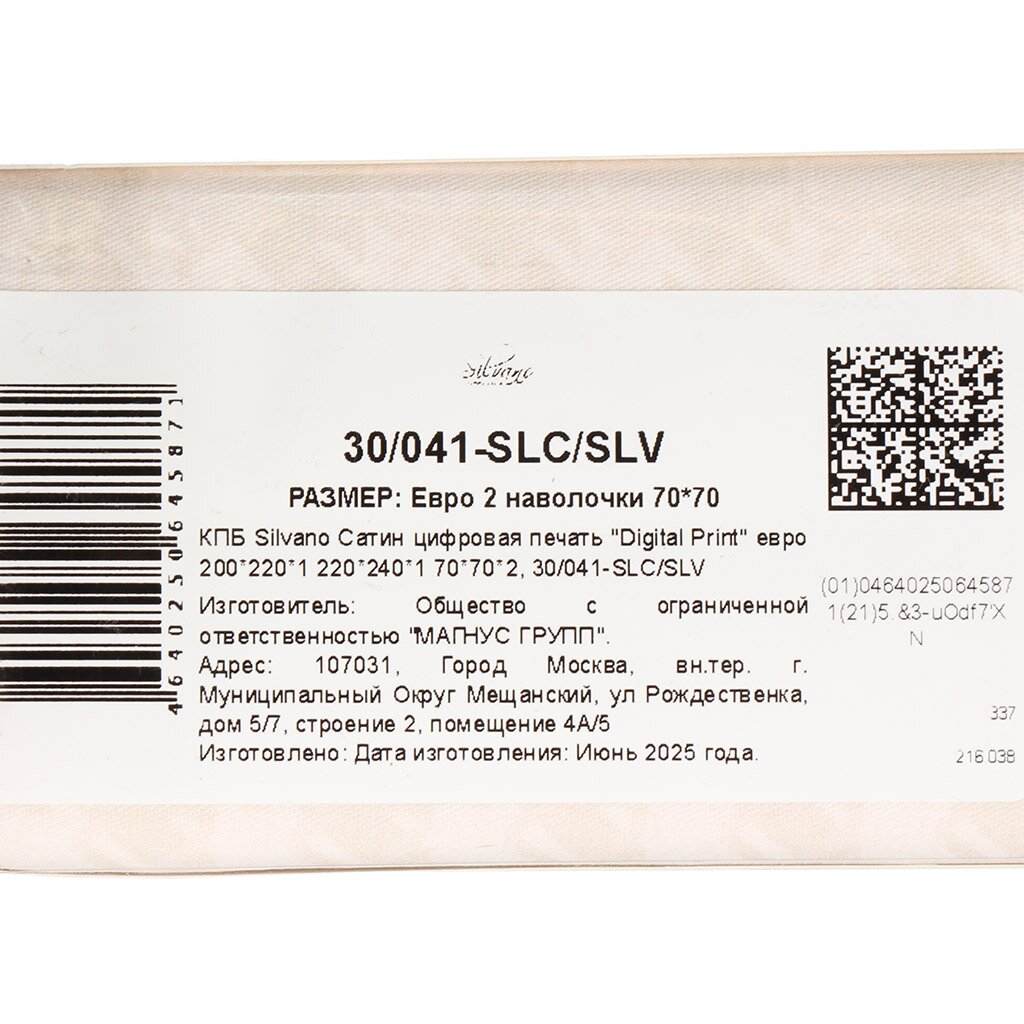 Silvano
30/041-SLC/SLV
РАЗМЕР: Евро 2 наволочки 70*70
КПБ Silvano Сатин цифровая печать "Digital Print" евро
200*220*1 220*240*1 70*70*2, 30/041-SLC/SLV
Изготовитель: Общество с ограниченной
ответственностью "МАГНУС ГРУПП".
Адрес: 107031, Город Москва, вн.тер. г.
Муниципальный Округ Мещанский, ул Рождественка,
дом 5/7, строение 2, помещение 4А/5
Изготовлено: Дата изготовления: Июнь 2025 года.
4640250645871
(01)0464025064587
1(21)5.&3-uOdf7'X
N
337
216 038